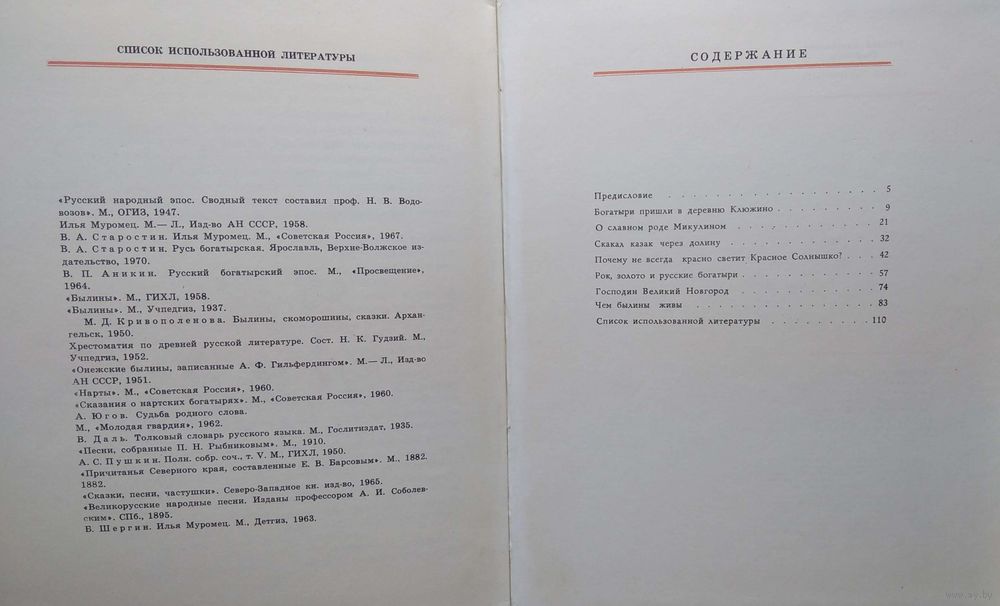 СПИСОК ИСПОЛЬЗОВАННОЙ ЛИТЕРАТУРЫ
«Русский народный эпос. Сводный текст составил проф. Н. В. Водо-
возов». М., ОГИЗ, 1947.
Илья Муромец. М.— Л., Изд-во АН СССР, 1958.
В. А. Старостин. Илья Муромец. М., «Советская Россия», 1967.
В. А. Старостин. Русь богатырская. Ярославль, Верхне-Волжское из-
дательство, 1970.
В. П. Аникин. Русский богатырский эпос. М., «Просвещение»,
1964.
«Былины». М., ГИХЛ, 1958.
«Былины». М., Учпедгиз, 1937.
М. Д. Кривополенова. Былины, скоморошины, сказки. Архан-
гельск, 1950.
Хрестоматия по древней русской литературе. Сост. Н. К. Гудзий. М.,
Учпедгиз, 1952.
«Онежские былины, записанные А. Ф. Гильфердингом». М.— Л., Изд-во
АН СССР, 1951.
«Нарты». М., «Советская Россия», 1960.
«Сказания о нартских богатырях». М., «Советская Россия», 1960.
А. Югов. Судьба родного слова.
М., «Молодая гвардия», 1962.
В. Даль. Толковый словарь русского языка. М., Гослитиздат, 1935.
«Песни, собранные П. Н. Рыбниковым». М., 1910.
А. С. Пушкин. Полн. собр. соч., т. V. М., ГИХЛ, 1950.
«Причитанья Северного края, составленные Е. В. Барсовым». М., 1882.
1882.
«Сказки, песни, частушки». Северо-Западное кн. изд-во, 1965.
«Великорусские народные песни. Изданы профессором А. И. Соболев-
ским». СПб., 1895.
Б. Шергин. Илья Муромец. М., Детгиз, 1963.
СОДЕРЖАНИЕ
Предисловие . . . . . . . . . . . . . . . . . 5
Богатыри пришли в деревню Клюжино . . . . . . . . . 9
О славном роде Микулином . . . . . . . . . . . 21
Скакал казак через долину . . . . . . . . . . . . 32
Почему не всегда красно светит Красное Солнышко? . . . 42
Рок, золото и русские богатыри . . . . . . . . . . . 57
Господин Великий Новгород . . . . . . . . . . . . 74
Чем былины живы . . . . . . . . . . . . . . 83
Список использованной литературы . . . . . . . . . 110
www.ay.by